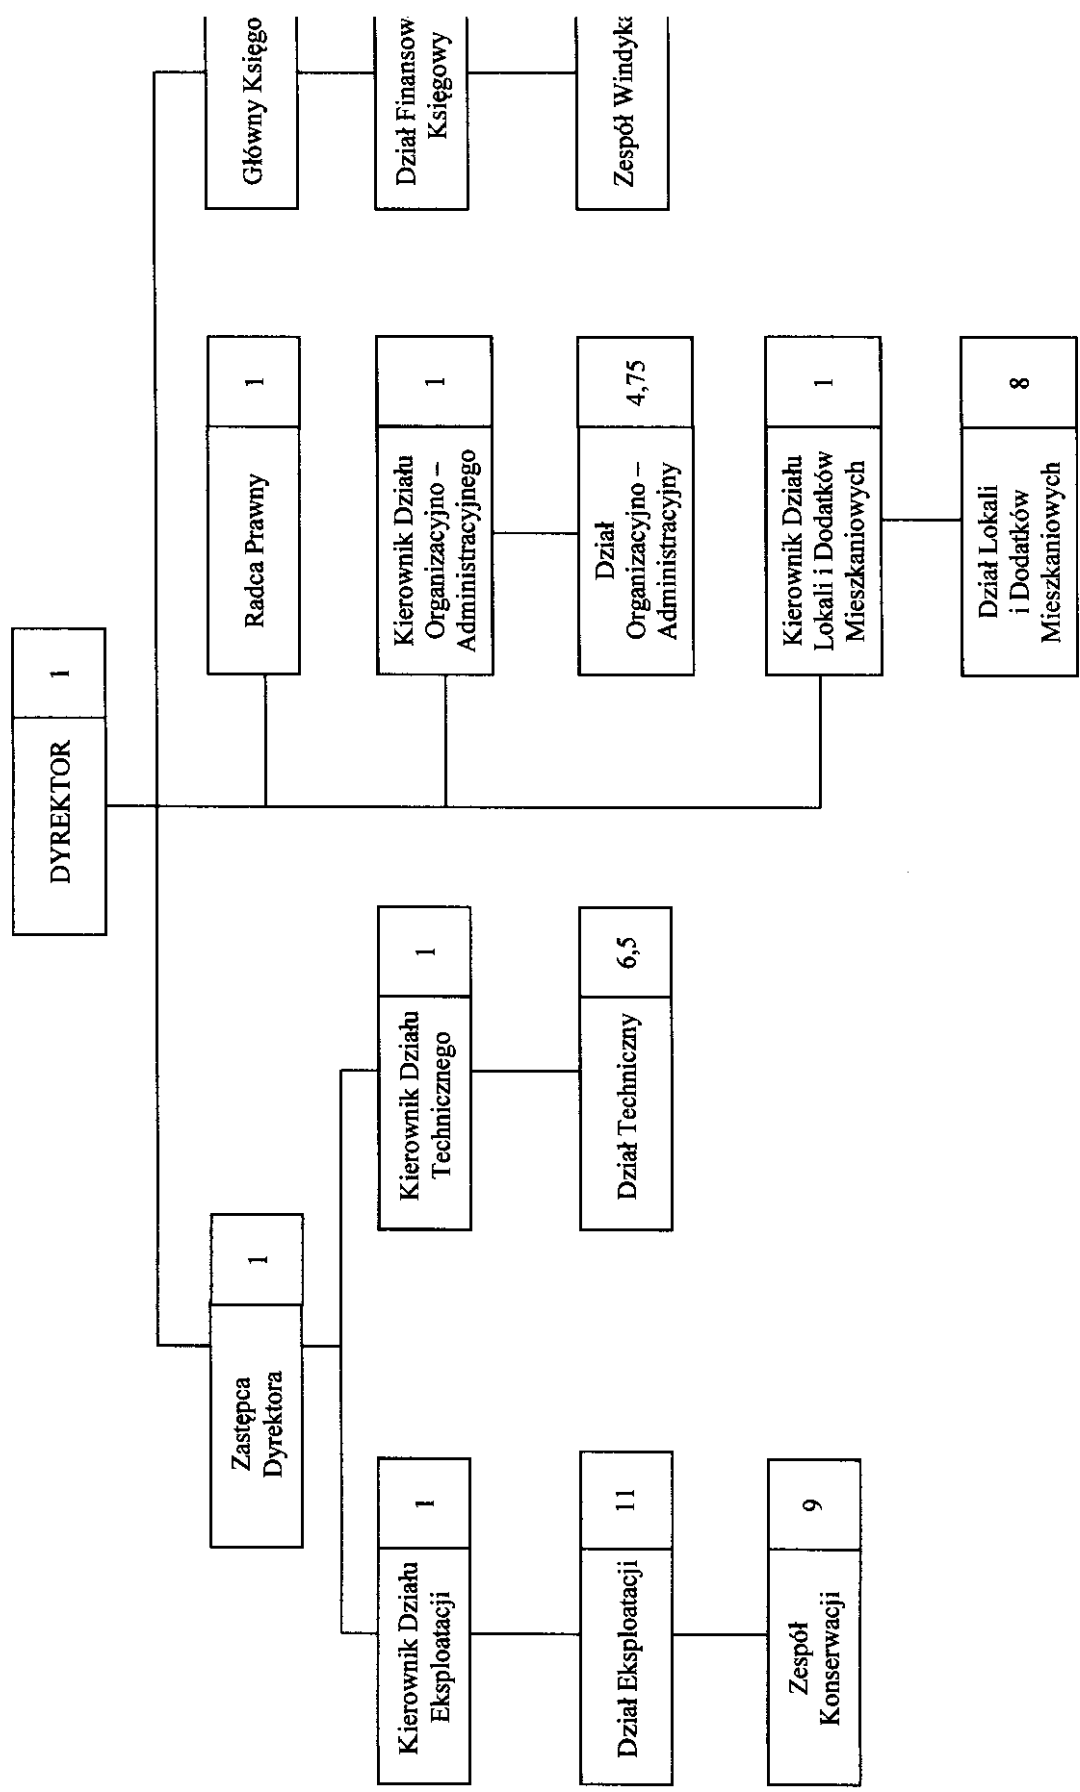 DYREKTOR
1
Zastępca
Dyrektora
1
Radca Prawny
1
Główny Księgo
Kierownik Działu
Eksploatacji
1
Kierownik Działu
Technicznego
1
Kierownik Działu
Organizacyjno –
Administracyjnego
1
Dział Finansow
Księgowy
Dział Eksploatacji
11
Dział Techniczny
6,5
Dział
Organizacyjno –
Administracyjny
4,75
Zespół Windyka
Zespół
Konserwacji
9
Kierownik Działu
Lokali i Dodatków
Mieszkaniowych
1
Dział Lokali
i Dodatków
Mieszkaniowych
8